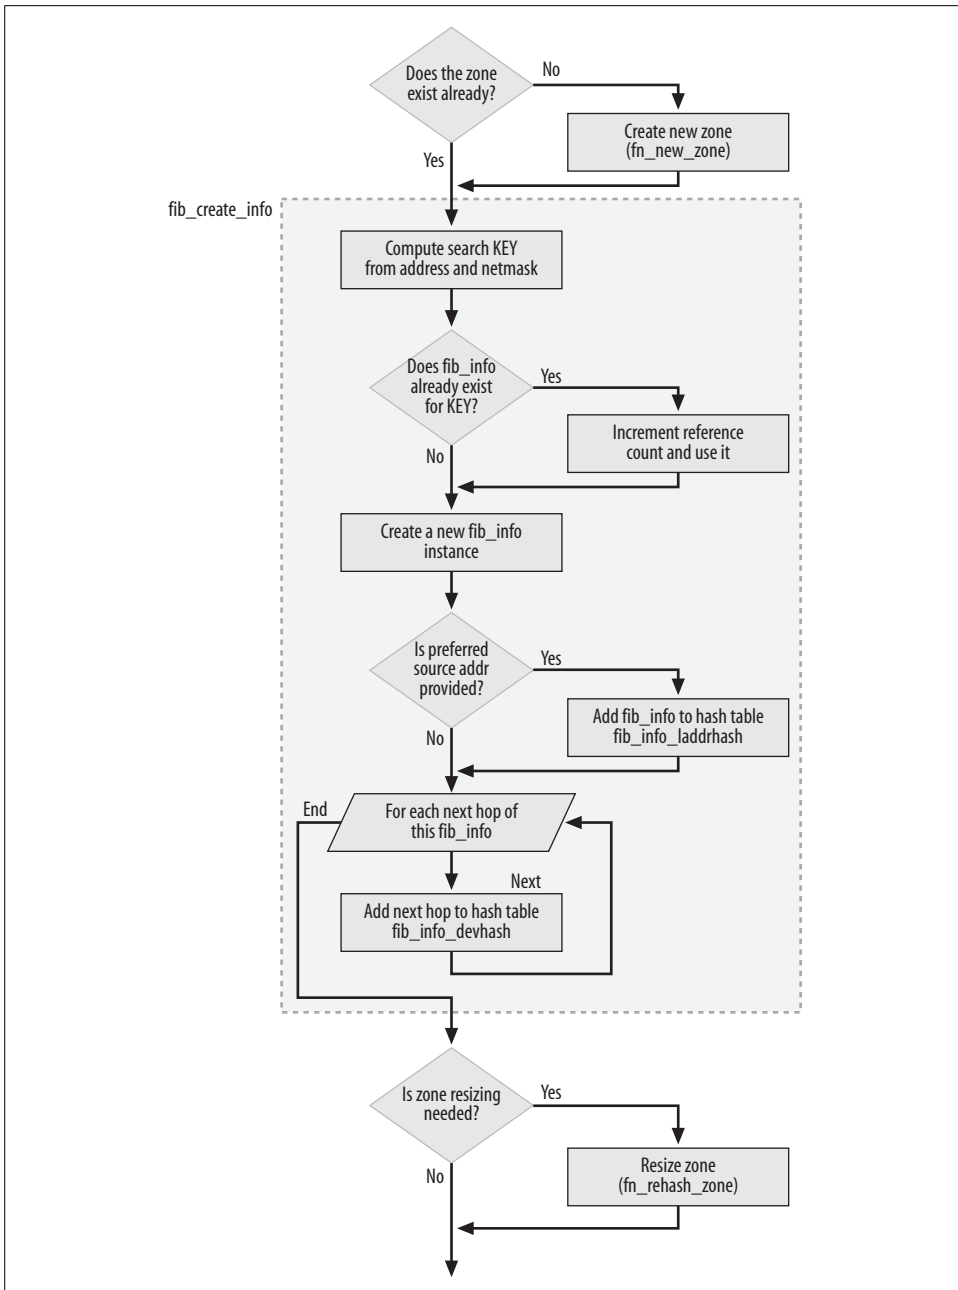 Does the zone
exist already?
No
Create new zone
(fn_new_zone)
Yes
fib_create_info
Compute search KEY
from address and netmask
Does fib_info
already exist
for KEY?
Yes
Increment reference
count and use it
No
Create a new fib_info
instance
Is preferred
source addr
provided?
Yes
Add fib_info to hash table
fib_info_laddrhash
No
End
For each next hop of
this fib_info
Next
Add next hop to hash table
fib_info_devhash
Is zone resizing
needed?
Yes
Resize zone
(fn_rehash_zone)
No